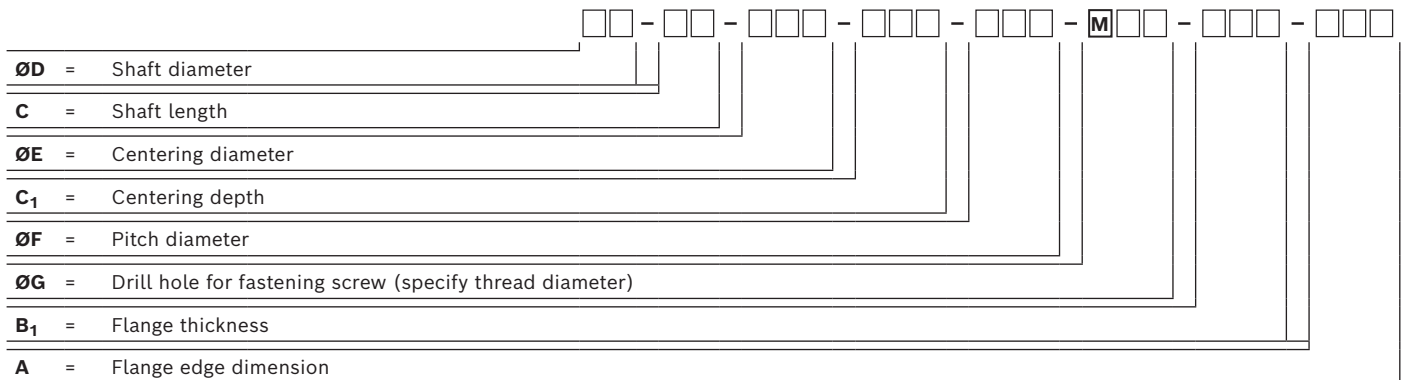 □□ – □□ – □□□ – □□□ – □□□ – M□□ – □□□ – □□□
ØD = Shaft diameter
C = Shaft length
ØE = Centering diameter
C₁ = Centering depth
ØF = Pitch diameter
ØG = Drill hole for fastening screw (specify thread diameter)
B₁ = Flange thickness
A = Flange edge dimension